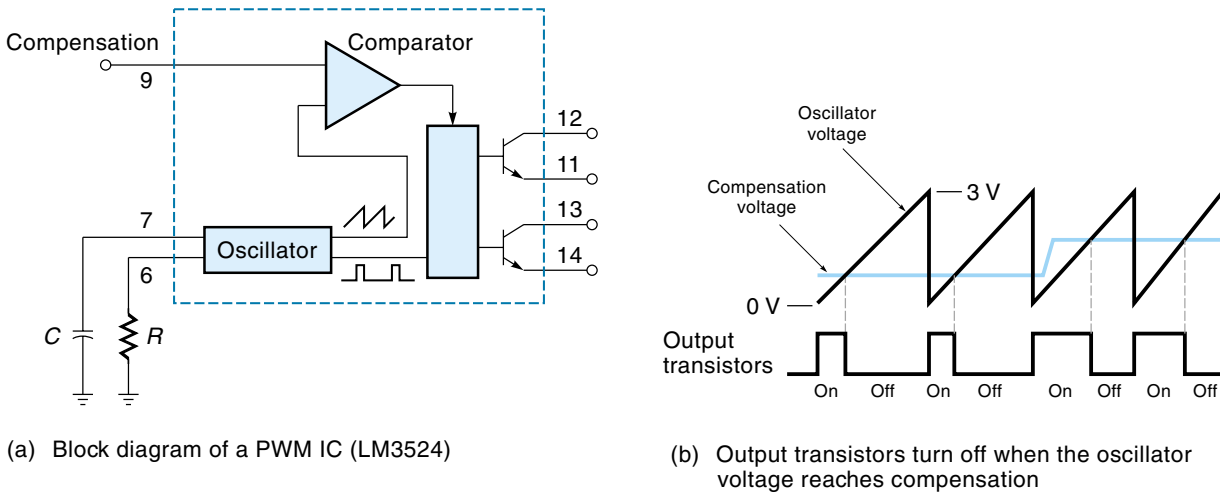 Compensation
9
Comparator
12
11
13
14
7
6
Oscillator
C
R
(a) Block diagram of a PWM IC (LM3524)
Oscillator
voltage
Compensation
voltage
3 V
0 V
Output
transistors
On Off On Off On Off On Off
(b) Output transistors turn off when the oscillator
voltage reaches compensation